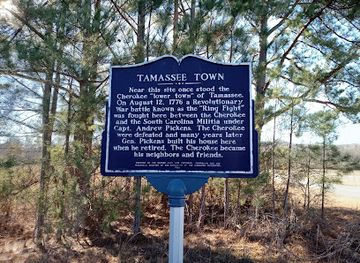 TAMASSEE TOWN
Near this site once stood the
Cherokee "lower town" of Tamassee.
On August 12, 1776 a Revolutionary
War battle known as the "Ring Fight"
was fought here between the Cherokee
and the South Carolina Militia under
Capt. Andrew Pickens. The Cherokee
were defeated and many years later
Gen. Pickens built his house here
when he retired. The Cherokee became
his neighbors and friends.